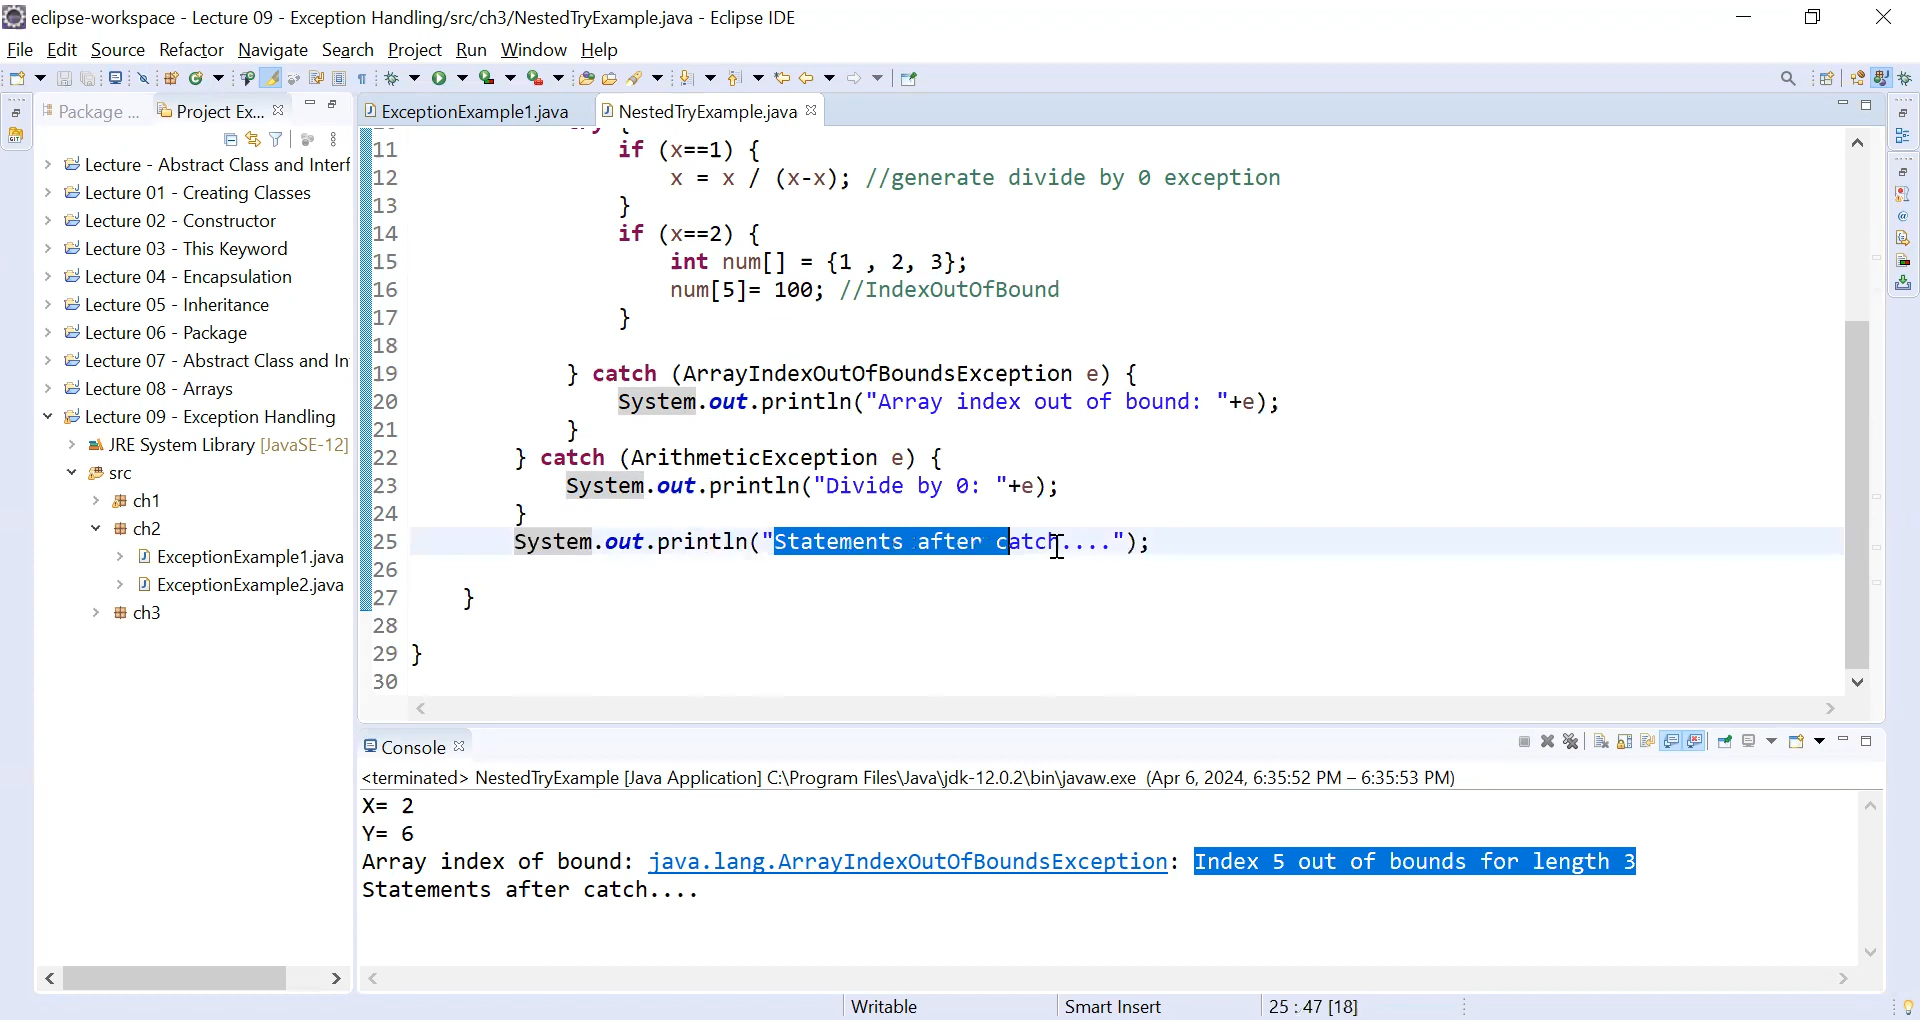 eclipse-workspace - Lecture 09 - Exception Handling/src/ch3/NestedTryExample.java - Eclipse IDE
File Edit Source Refactor Navigate Search Project Run Window Help
Package ... Project Ex...
ExceptionExample1.java NestedTryExample.java
Lecture - Abstract Class and Interf
Lecture 01 - Creating Classes
Lecture 02 - Constructor
Lecture 03 - This Keyword
Lecture 04 - Encapsulation
Lecture 05 - Inheritance
Lecture 06 - Package
Lecture 07 - Abstract Class and In
Lecture 08 - Arrays
Lecture 09 - Exception Handling
JRE System Library [JavaSE-12]
src
ch1
ch2
ExceptionExample1.java
ExceptionExample2.java
ch3
try {
11 if (x==1) {
12 x = x / (x-x); //generate divide by 0 exception
13 }
14 if (x==2) {
15 int num[] = {1 , 2, 3};
16 num[5]= 100; //IndexOutOfBound
17 }
18
19 } catch (ArrayIndexOutOfBoundsException e) {
20 System.out.println("Array index out of bound: "+e);
21 }
22 } catch (ArithmeticException e) {
23 System.out.println("Divide by 0: "+e);
24 }
25 System.out.println("Statements after catch....");
26
27 }
28
29 }
30
Console
<terminated> NestedTryExample [Java Application] C:\Program Files\Java\jdk-12.0.2\bin\javaw.exe (Apr 6, 2024, 6:35:52 PM – 6:35:53 PM)
X= 2
Y= 6
Array index of bound: java.lang.ArrayIndexOutOfBoundsException: Index 5 out of bounds for length 3
Statements after catch....
Writable Smart Insert 25 : 47 [18]